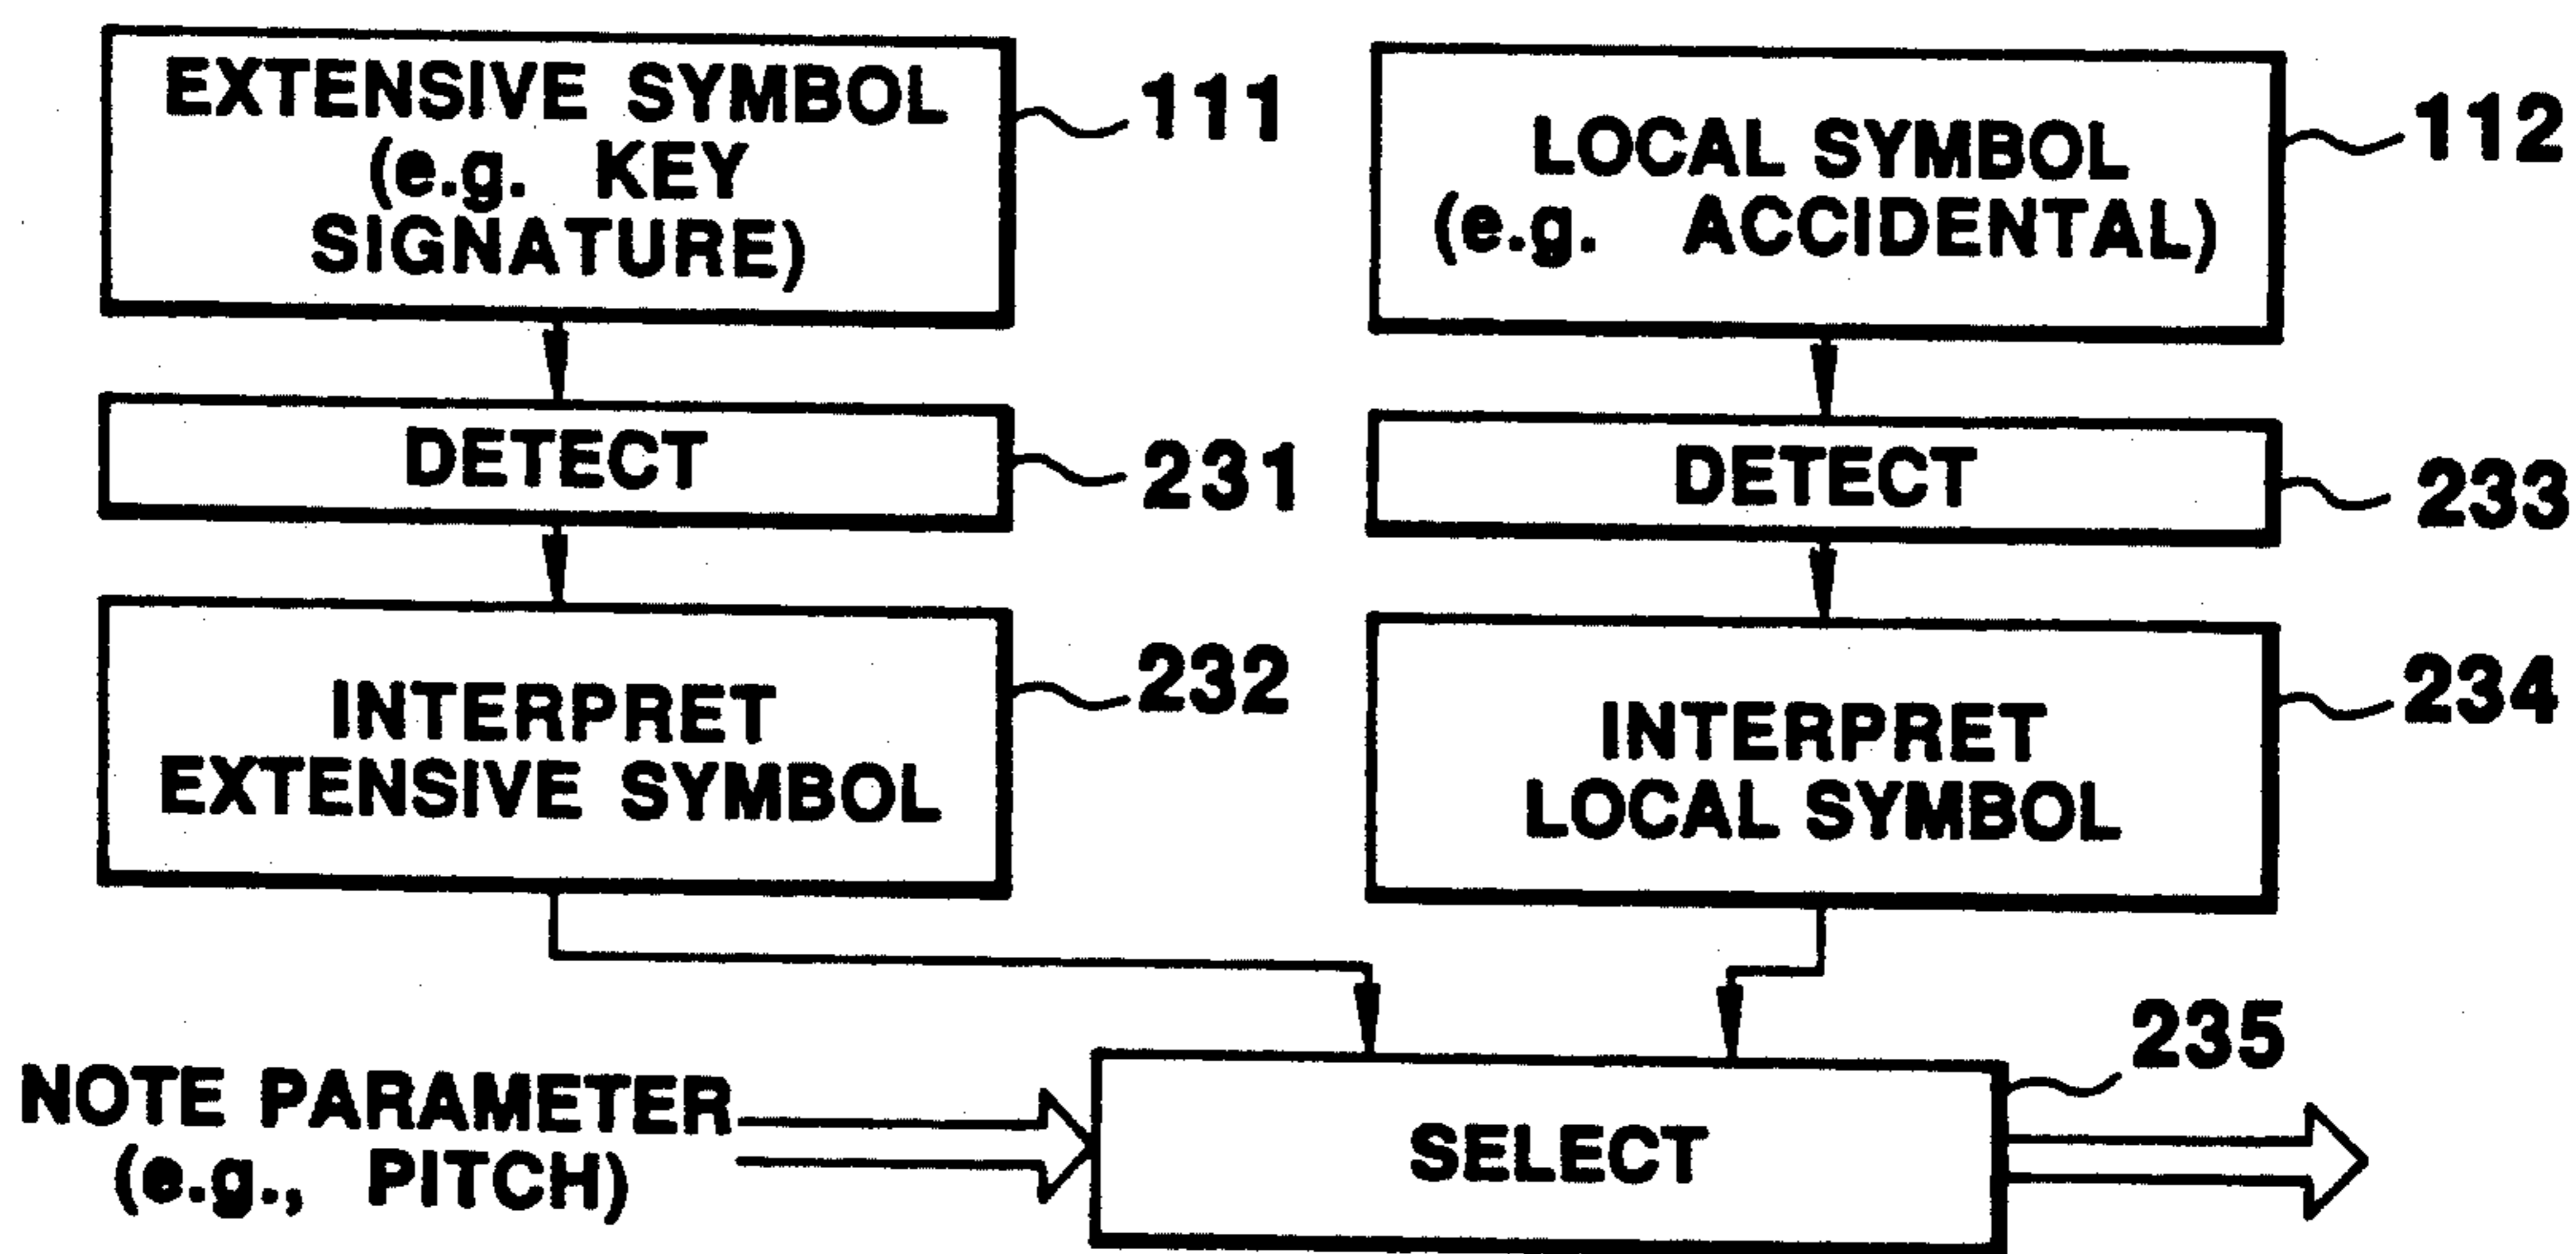 EXTENSIVE SYMBOL
(e.g. KEY
SIGNATURE)
111
LOCAL SYMBOL
(e.g. ACCIDENTAL)
112
DETECT
231
DETECT
233
INTERPRET
EXTENSIVE SYMBOL
232
INTERPRET
LOCAL SYMBOL
234
NOTE PARAMETER
(e.g., PITCH)
SELECT
235